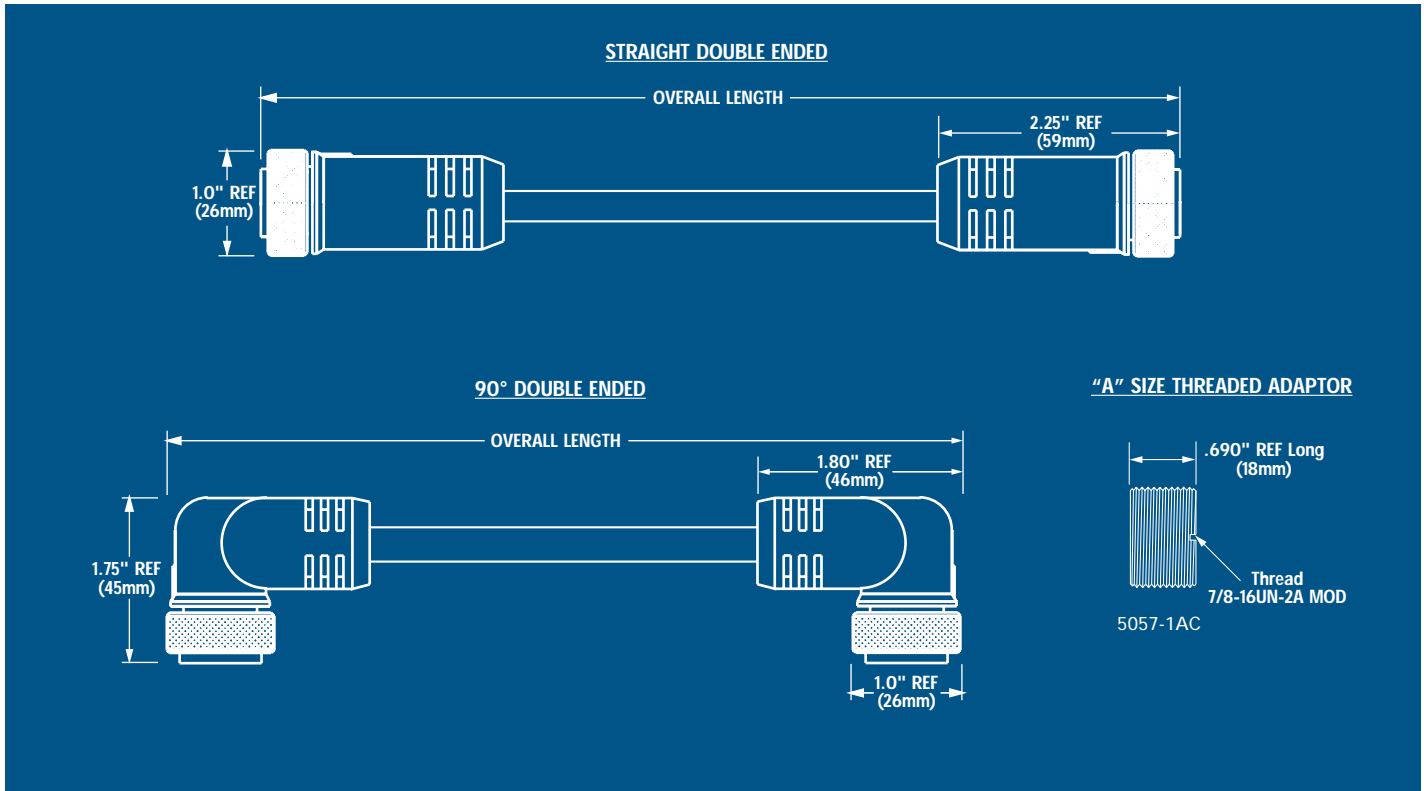 STRAIGHT DOUBLE ENDED
OVERALL LENGTH
2.25" REF
(59mm)
1.0" REF
(26mm)
90° DOUBLE ENDED
OVERALL LENGTH
1.80" REF
(46mm)
1.75" REF
(45mm)
1.0" REF
(26mm)
“A” SIZE THREADED ADAPTOR
.690" REF Long
(18mm)
Thread
7/8-16UN-2A MOD
5057-1AC